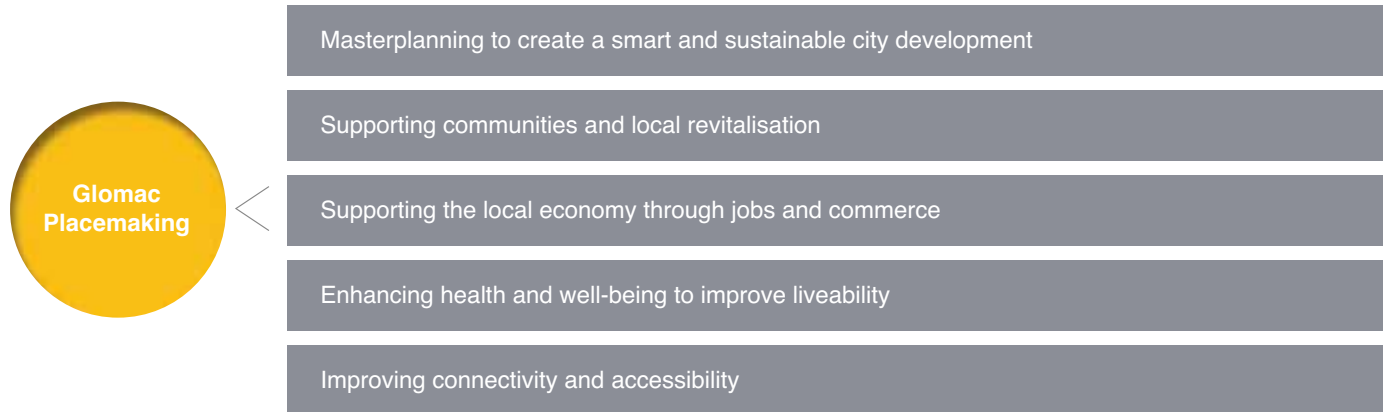 Glomac
Placemaking
Masterplanning to create a smart and sustainable city development
Supporting communities and local revitalisation
Supporting the local economy through jobs and commerce
Enhancing health and well-being to improve liveability
Improving connectivity and accessibility